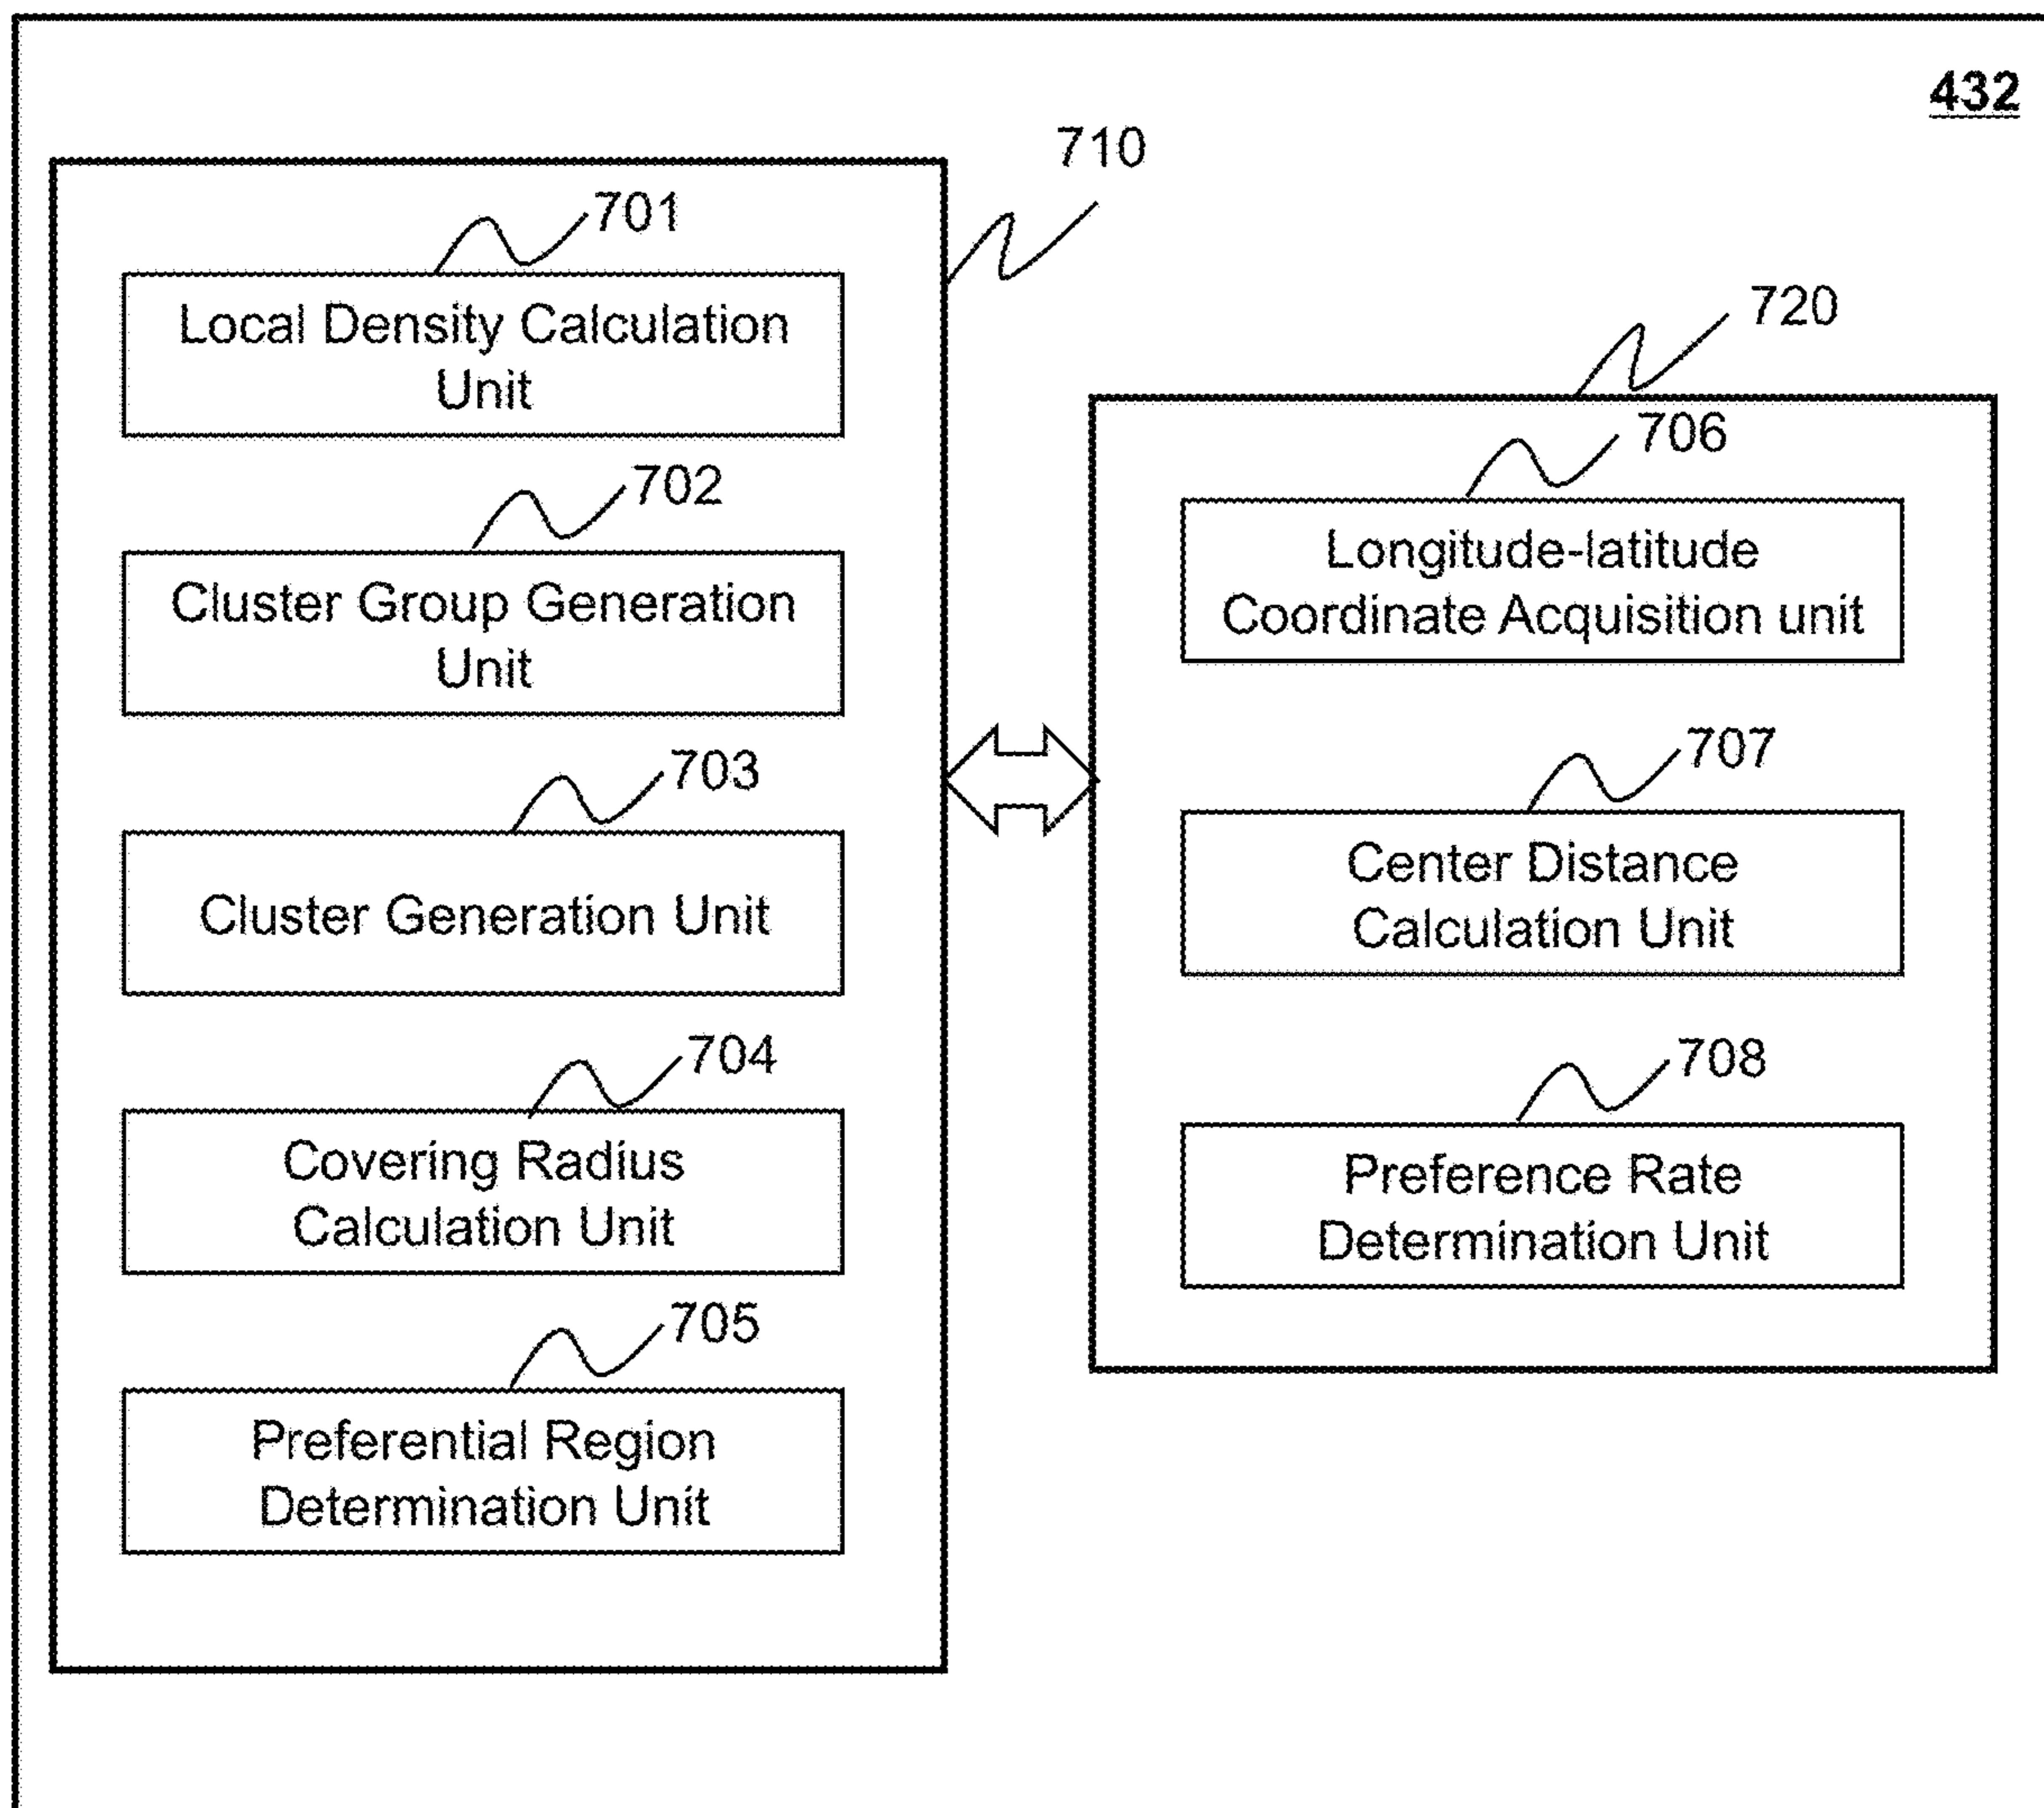 432
710
701
Local Density Calculation
Unit
702
Cluster Group Generation
Unit
703
Cluster Generation Unit
704
Covering Radius
Calculation Unit
705
Preferential Region
Determination Unit
720
706
Longitude-latitude
Coordinate Acquisition unit
707
Center Distance
Calculation Unit
708
Preference Rate
Determination Unit